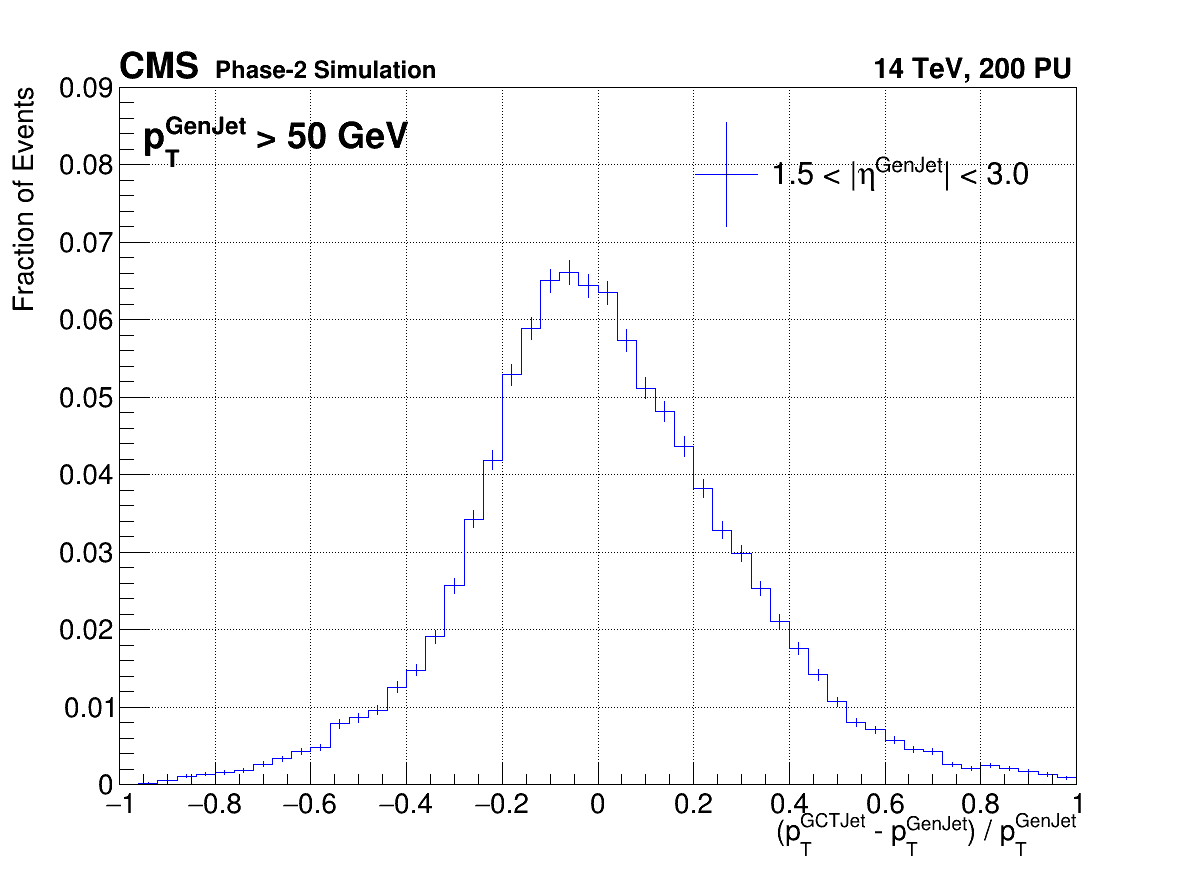 CMS Phase-2 Simulation 14 TeV, 200 PU
Fraction of Events
p_T^GenJet > 50 GeV
1.5 < |η^GenJet| < 3.0
0.09
0.08
0.07
0.06
0.05
0.04
0.03
0.02
0.01
0
−1 −0.8 −0.6 −0.4 −0.2 0 0.2 0.4 0.6 0.8 1
(p_T^GCTJet - p_T^GenJet) / p_T^GenJet